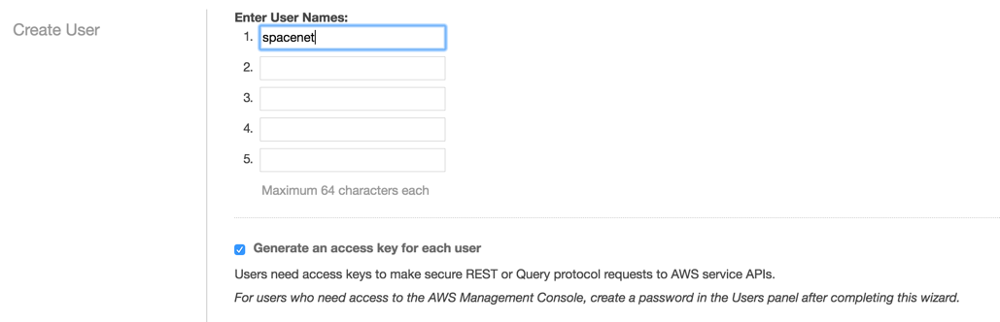 Create User
Enter User Names:
1. spacenet
2.
3.
4.
5.
Maximum 64 characters each
Generate an access key for each user
Users need access keys to make secure REST or Query protocol requests to AWS service APIs.
For users who need access to the AWS Management Console, create a password in the Users panel after completing this wizard.